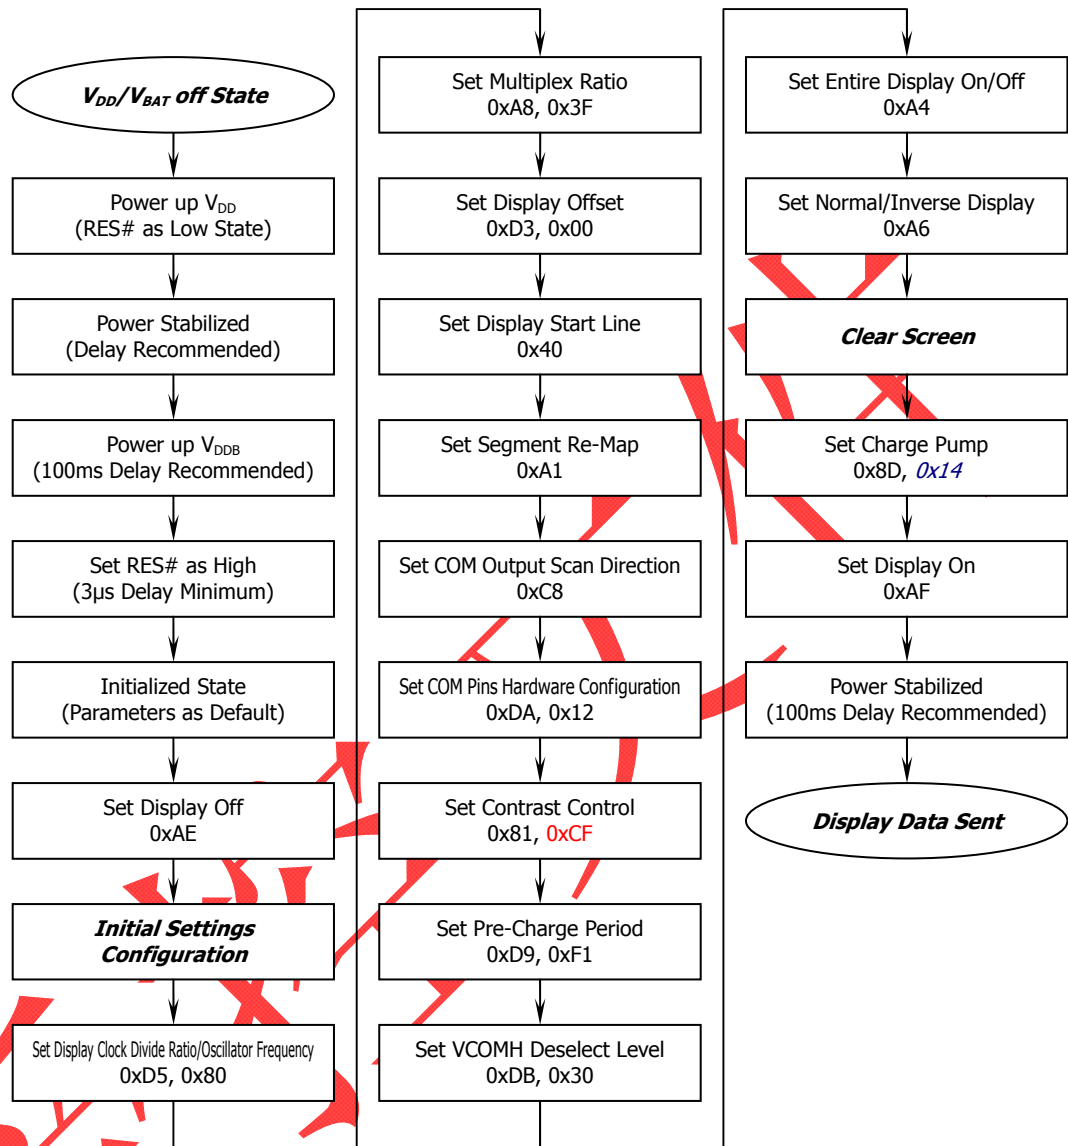 V_DD/V_BAT off State
Power up V_DD
(RES# as Low State)
Power Stabilized
(Delay Recommended)
Power up V_DDB
(100ms Delay Recommended)
Set RES# as High
(3μs Delay Minimum)
Initialized State
(Parameters as Default)
Set Display Off
0xAE
Initial Settings
Configuration
Set Display Clock Divide Ratio/Oscillator Frequency
0xD5, 0x80
Set Multiplex Ratio
0xA8, 0x3F
Set Display Offset
0xD3, 0x00
Set Display Start Line
0x40
Set Segment Re-Map
0xA1
Set COM Output Scan Direction
0xC8
Set COM Pins Hardware Configuration
0xDA, 0x12
Set Contrast Control
0x81, 0xCF
Set Pre-Charge Period
0xD9, 0xF1
Set VCOMH Deselect Level
0xDB, 0x30
Set Entire Display On/Off
0xA4
Set Normal/Inverse Display
0xA6
Clear Screen
Set Charge Pump
0x8D, 0x14
Set Display On
0xAF
Power Stabilized
(100ms Delay Recommended)
Display Data Sent